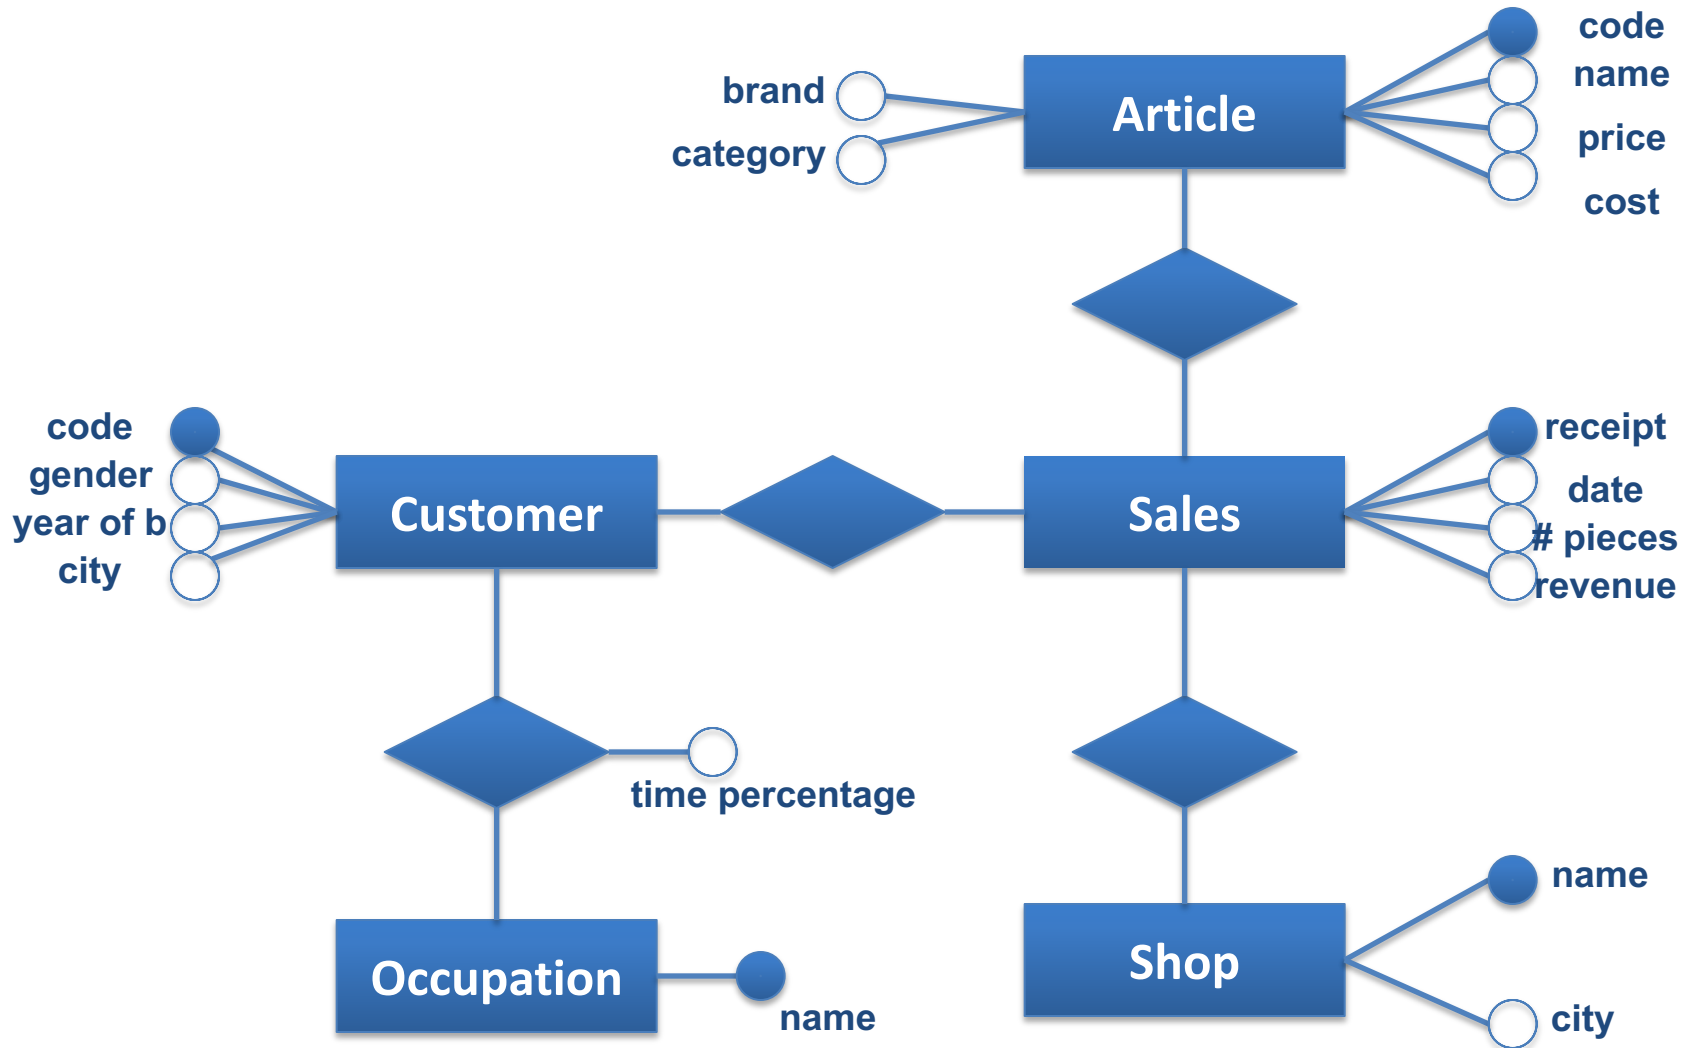 code
name
brand
Article
price
category
cost
code
gender
year of b
city
Customer
Sales
receipt
date
# pieces
revenue
time percentage
name
Occupation
Shop
name
city